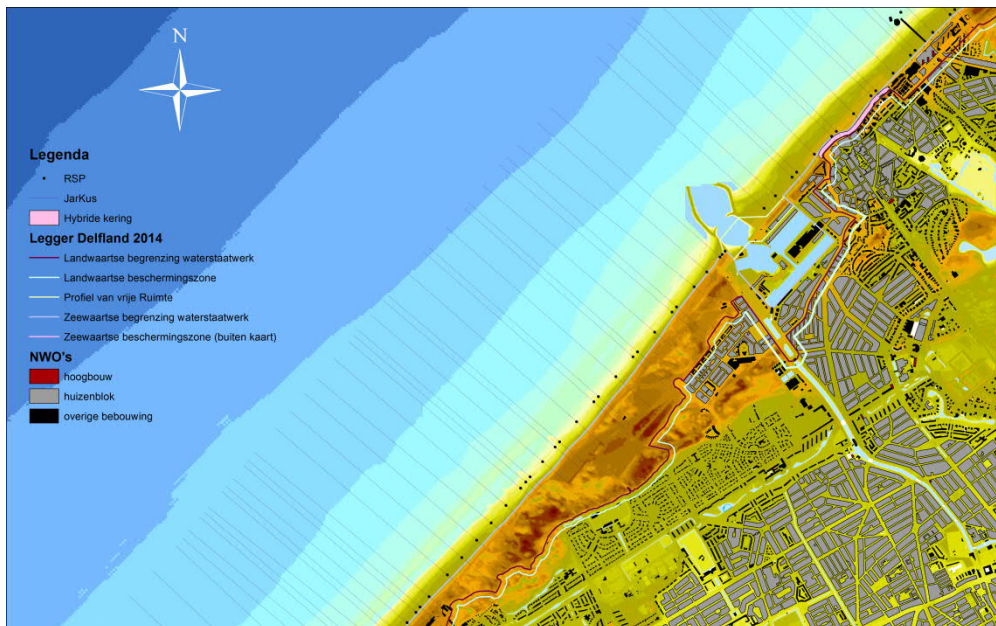 N
Legenda
RSP
JarKus
Hybride kering
Legger Delfland 2014
Landwaartse begrenzing waterstaatwerk
Landwaartse beschermingszone
Profiel van vrije Ruimte
Zeewaartse begrenzing waterstaatwerk
Zeewaartse beschermingszone (buiten kaart)
NWO's
hoogbouw
huizenblok
overige bebouwing